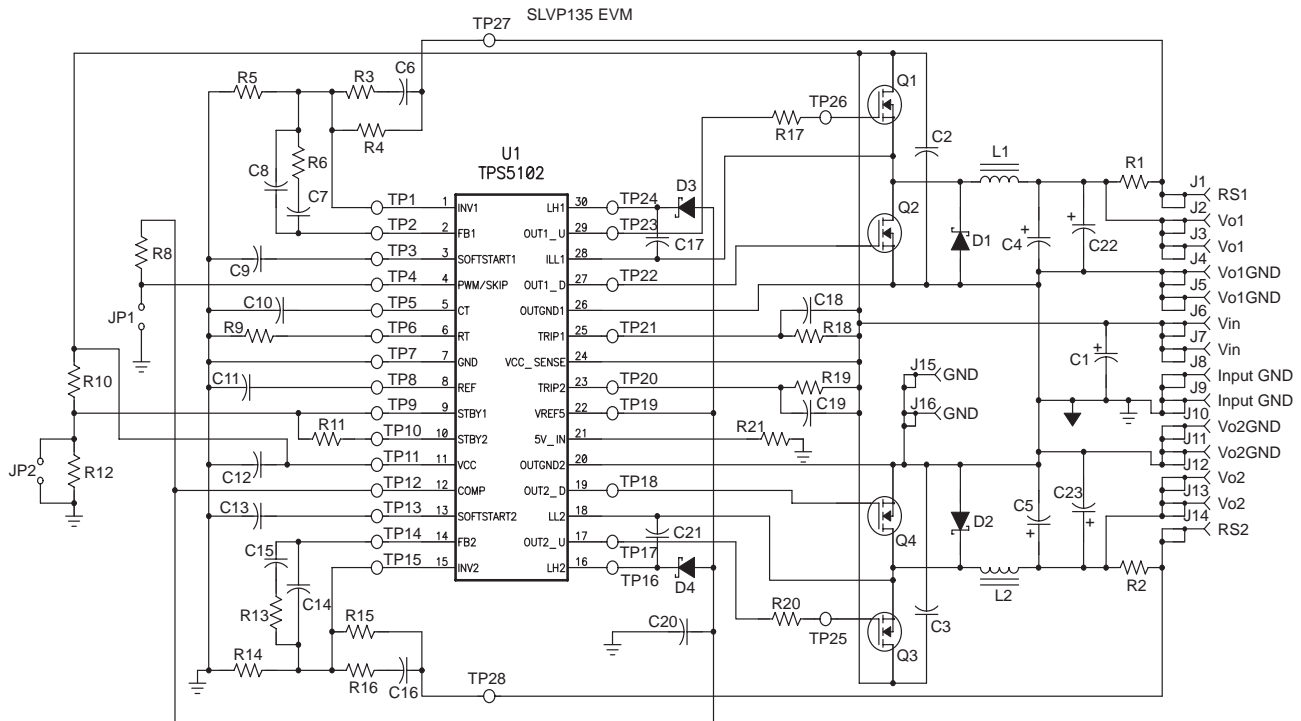 SLVP135 EVM
TP27
R5
R3
C6
R4
R6
C8
C7
R17
TP26
Q1
C2
L1
R1
U1
TPS5102
TP1
1
INV1
LH1
30
TP24
D3
J1
RS1
J2
TP2
2
FB1
OUT1_U
29
TP23
C17
Q2
D1
C4
+
C22
+
Vo1
J3
R8
C9
TP3
3
SOFTSTART1
ILL1
28
Vo1
J4
TP4
4
PWM/SKIP
OUT1_D
27
TP22
Vo1GND
J5
JP1
C10
TP5
5
CT
OUTGND1
26
C18
Vo1GND
J6
R9
TP6
6
RT
TRIP1
25
TP21
R18
Vin
J7
TP7
7
GND
VCC_SENSE
24
C1
+
Vin
J8
R10
C11
TP8
8
REF
TRIP2
23
TP20
R19
J15
GND
Input GND
J9
TP9
9
STBY1
VREF5
22
TP19
C19
J16
GND
Input GND
J10
R11
TP10
10
STBY2
5V_IN
21
R21
Vo2GND
J11
JP2
R12
C12
TP11
11
VCC
OUTGND2
20
Vo2GND
J12
TP12
12
COMP
OUT2_D
19
TP18
Vo2
J13
C13
TP13
13
SOFTSTART2
LL2
18
C21
Q4
D2
C5
+
C23
+
Vo2
J14
C15
TP14
14
FB2
OUT2_U
17
TP17
RS2
TP15
15
INV2
LH2
16
TP16
D4
L2
R2
R13
C14
R15
C20
R20
TP25
Q3
C3
R14
R16
C16
TP28